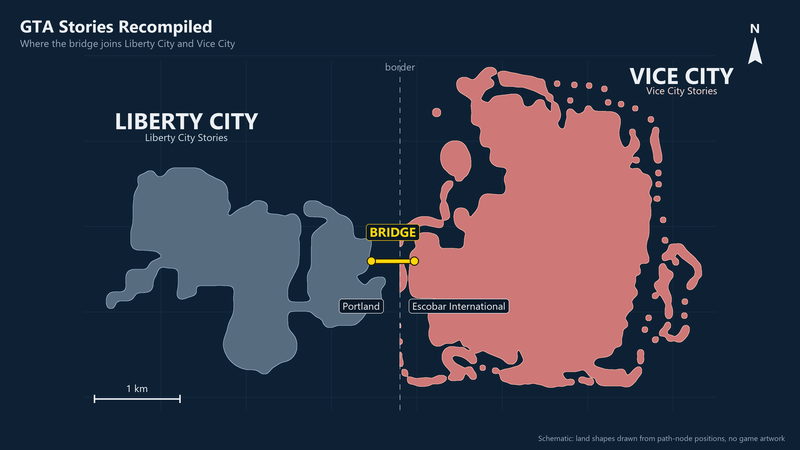 GTA Stories Recompiled
Where the bridge joins Liberty City and Vice City
N
border
VICE CITY
Vice City Stories
LIBERTY CITY
Liberty City Stories
BRIDGE
Portland
Escobar International
1 km
Schematic: land shapes drawn from path-node positions, no game artwork